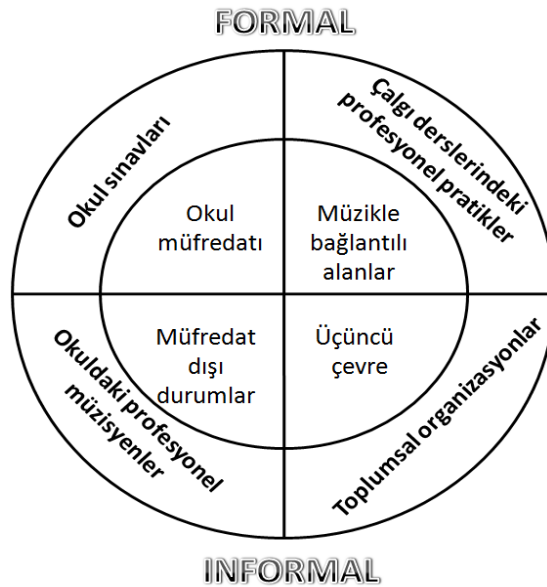 FORMAL
Okul sınavları
Çalgı derslerindeki
profesyonel pratikler
Okul
müfredatı
Müzikle
bağlantılı
alanlar
Müfredat
dışı
durumlar
Üçüncü
çevre
Okuldaki profesyonel
müzisyenler
Toplumsal organizasyonlar
INFORMAL